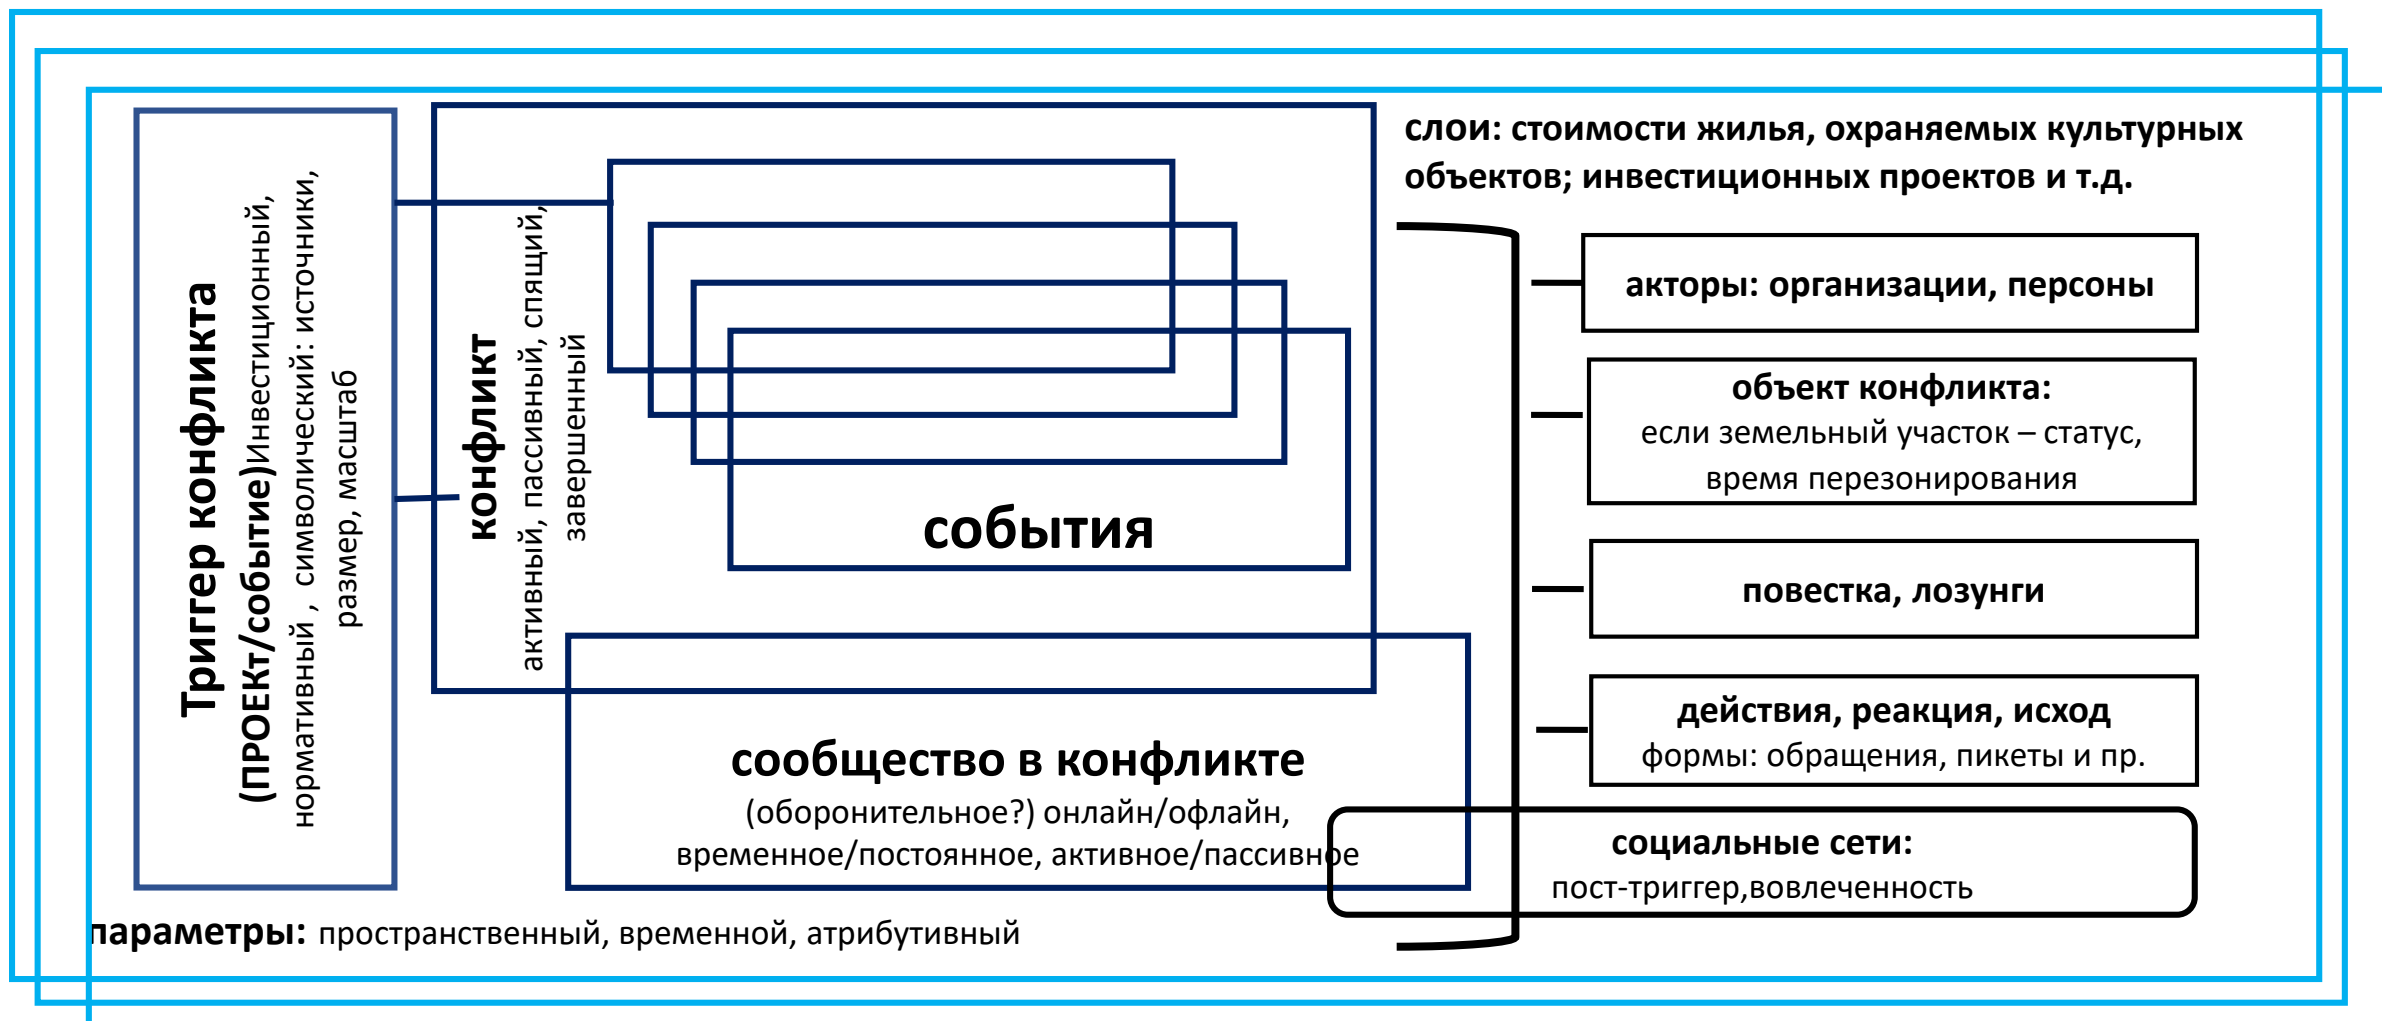 Триггер конфликта
(ПРОЕКт/событие)Инвестиционный,
нормативный , символический: источники,
размер, масштаб
конфликт
активный, пассивный, спящий,
завершенный
события
сообщество в конфликте
(оборонительное?) онлайн/офлайн,
временное/постоянное, активное/пассивное
параметры: пространственный, временной, атрибутивный
слои: стоимости жилья, охраняемых культурных
объектов; инвестиционных проектов и т.д.
акторы: организации, персоны
объект конфликта:
если земельный участок – статус,
время перезонирования
повестка, лозунги
действия, реакция, исход
формы: обращения, пикеты и пр.
социальные сети:
пост-триггер,вовлеченность